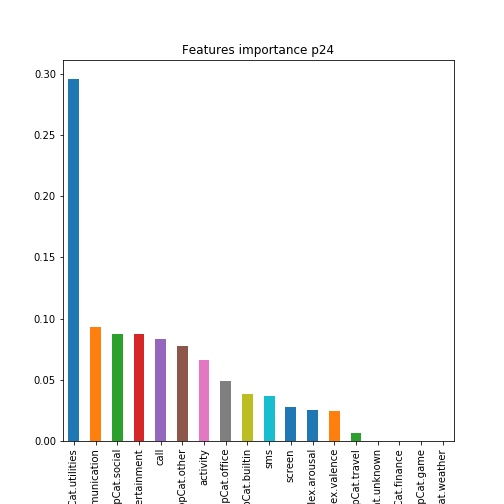 Features importance p24
0.30
0.25
0.20
0.15
0.10
0.05
0.00
Cat.utilities
munication
pCat.social
ertainment
call
pCat.other
activity
pCat.office
pCat.builtin
sms
screen
lex.arousal
ex.valence
pCat.travel
t.unknown
Cat.finance
pCat.game
at.weather